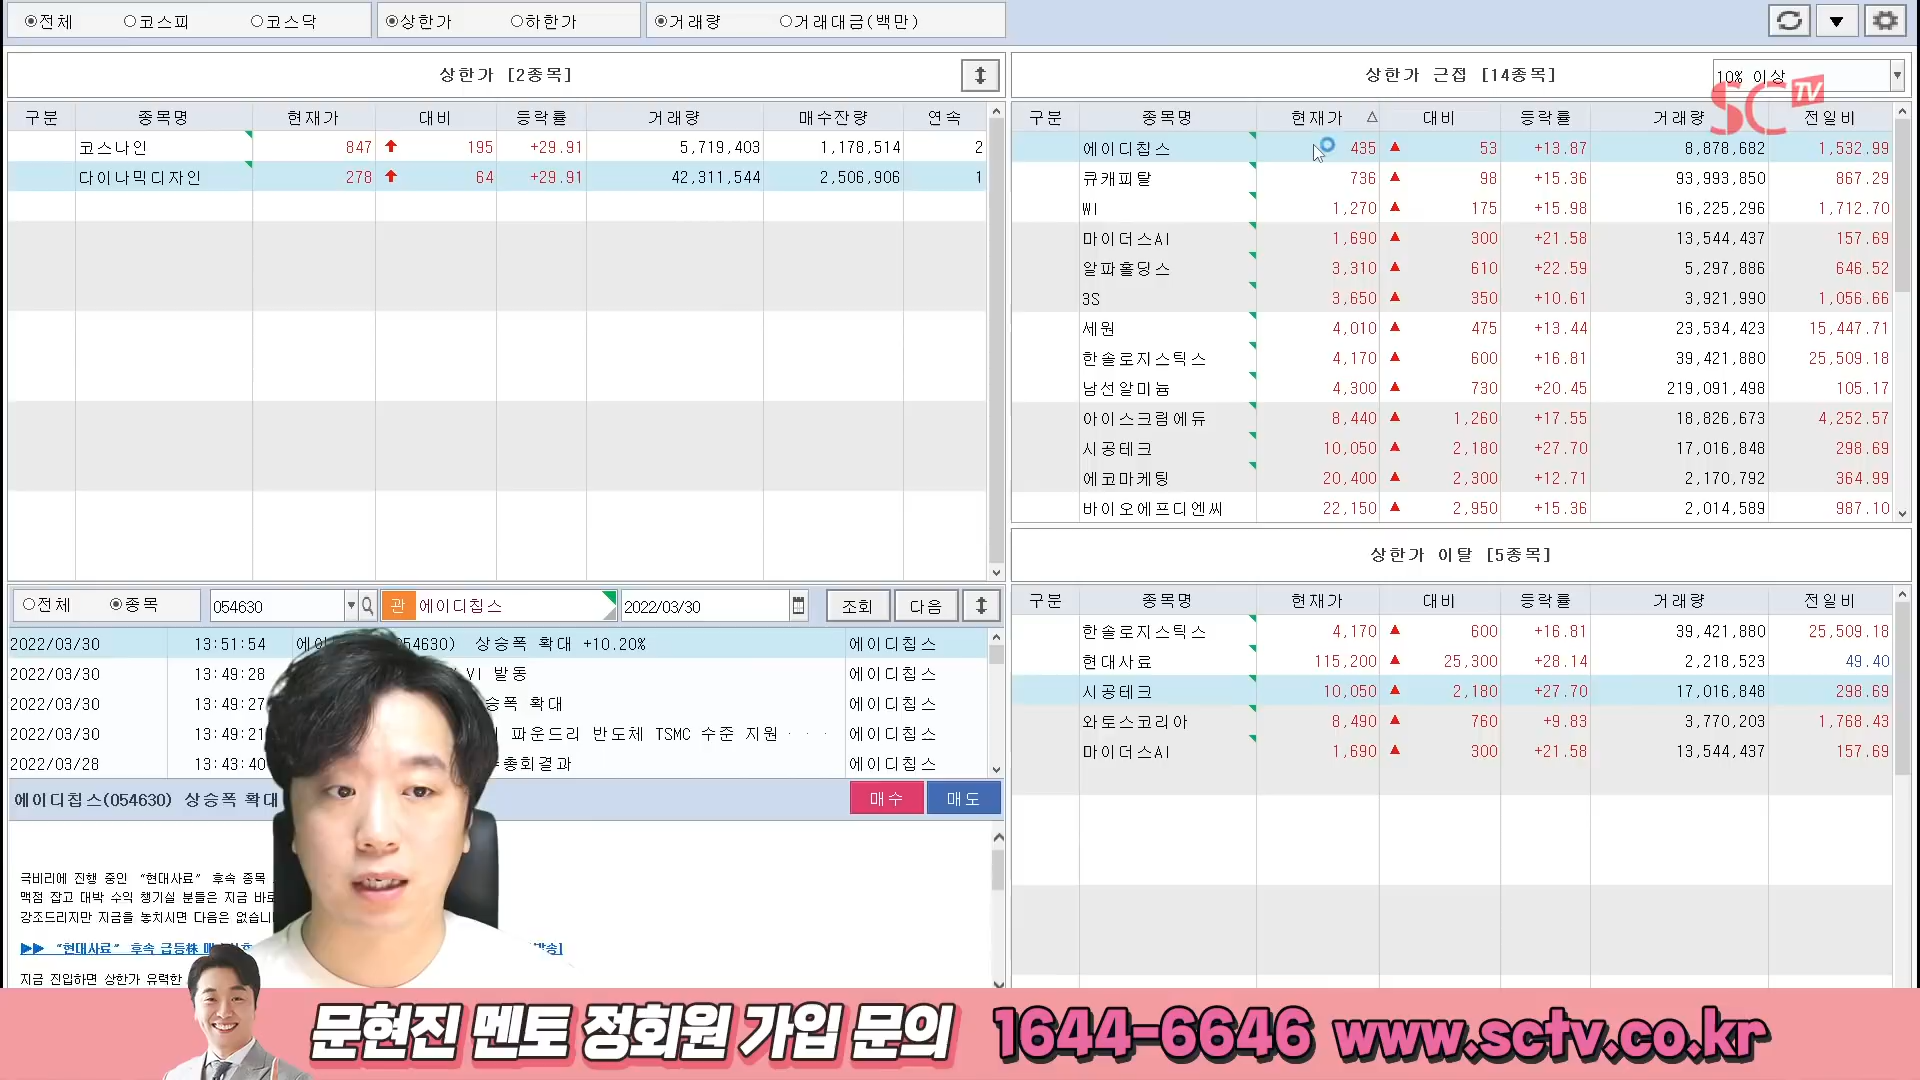 전체 코스피 코스닥 상한가 하한가 거래량 거래대금(백만)
상한가 [2종목]
구분 종목명 현재가 대비 등락률 거래량 매수잔량 연속
코스나인 847 195 +29.91 5,719,403 1,178,514 2
다이나믹디자인 278 64 +29.91 42,311,544 2,506,906 1
상한가 근접 [14종목] 10% 이상
SC TV
구분 종목명 현재가 △ 대비 등락률 거래량 전일비
에이디칩스 435 ▲ 53 +13.87 8,878,682 1,532.99
큐캐피탈 736 ▲ 98 +15.36 93,993,850 867.29
WI 1,270 ▲ 175 +15.98 16,225,296 1,712.70
마이더스AI 1,690 ▲ 300 +21.58 13,544,437 157.69
알파홀딩스 3,310 ▲ 610 +22.59 5,297,886 646.52
3S 3,650 ▲ 350 +10.61 3,921,990 1,056.66
세원 4,010 ▲ 475 +13.44 23,534,423 15,447.71
한솔로지스틱스 4,170 ▲ 600 +16.81 39,421,880 25,509.18
남선알미늄 4,300 ▲ 730 +20.45 219,091,498 105.17
아이스크림에듀 8,440 ▲ 1,260 +17.55 18,826,673 4,252.57
시공테크 10,050 ▲ 2,180 +27.70 17,016,848 298.69
에코마케팅 20,400 ▲ 2,300 +12.71 2,170,792 364.99
바이오에프디엔씨 22,150 ▲ 2,950 +15.36 2,014,589 987.10
상한가 이탈 [5종목]
구분 종목명 현재가 대비 등락률 거래량 전일비
한솔로지스틱스 4,170 ▲ 600 +16.81 39,421,880 25,509.18
현대사료 115,200 ▲ 25,300 +28.14 2,218,523 49.40
시공테크 10,050 ▲ 2,180 +27.70 17,016,848 298.69
와토스코리아 8,490 ▲ 760 +9.83 3,770,203 1,768.43
마이더스AI 1,690 ▲ 300 +21.58 13,544,437 157.69
전체 종목 054630 관 에이디칩스 2022/03/30 조회 다음
2022/03/30 13:51:54 054630) 상승폭 확대 +10.20% 에이디칩스
2022/03/30 13:49:28 VI 발동 에이디칩스
2022/03/30 13:49:27 확대 에이디칩스
2022/03/30 13:49:21 파운드리 반도체 TSMC 수준 지원 · · · 에이디칩스
2022/03/28 13:43:40 에이디칩스
에이디칩스(054630) 상승폭 확대 매수 매도
극비리에 진행 중인 “현대사료” 후속 종목
맥점 잡고 대박 수익 챙기실 분들은 지금
강조드리지만 지금을 놓치시면 다음은
▶▶ “현대사료” 후속 급등株
지금 진입하면 상한가 유력한
문현진 멘토 정회원 가입 문의 1644-6646 www.sctv.co.kr